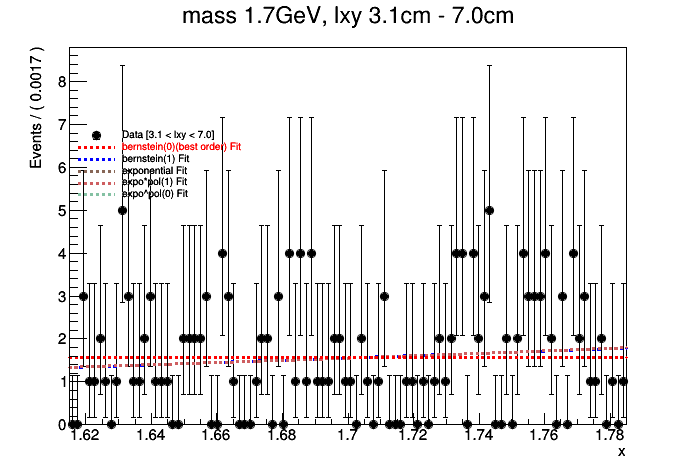 mass 1.7GeV, lxy 3.1cm - 7.0cm
Events / ( 0.0017 )
8
7
6
5
4
3
2
1
0
Data [3.1 < lxy < 7.0]
bernstein(0)(best order) Fit
bernstein(1) Fit
exponential Fit
expo*pol(1) Fit
expo^pol(0) Fit
1.62 1.64 1.66 1.68 1.7 1.72 1.74 1.76 1.78
x